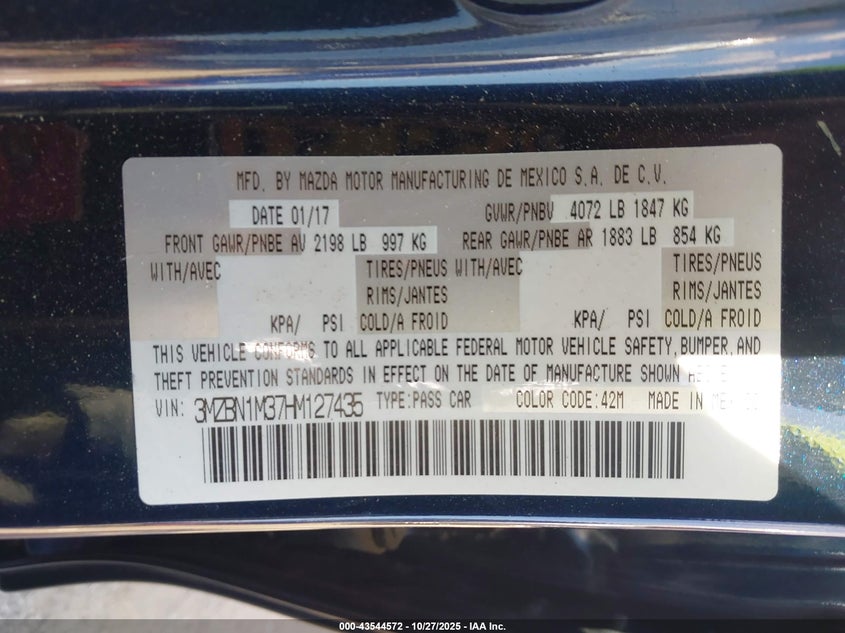 MFD. BY MAZDA MOTOR MANUFACTURING DE MEXICO S.A. DE C.V.
DATE 01/17 GVWR/PNBV 4072 LB 1847 KG
FRONT GAWR/PNBE AV 2198 LB 997 KG REAR GAWR/PNBE AR 1883 LB 854 KG
WITH/AVEC TIRES/PNEUS WITH/AVEC TIRES/PNEUS
RIMS/JANTES RIMS/JANTES
KPA/ PSI COLD/A FROID KPA/ PSI COLD/A FROID
THIS VEHICLE CONFORMS TO ALL APPLICABLE FEDERAL MOTOR VEHICLE SAFETY, BUMPER, AND
THEFT PREVENTION STANDARDS IN EFFECT ON THE DATE OF MANUFACTURE SHOWN
VIN: 3MZBN1M37HM127435 TYPE:PASS CAR COLOR CODE:42M MADE IN MEXICO
000-43544572 • 10/27/2025 - IAA Inc.